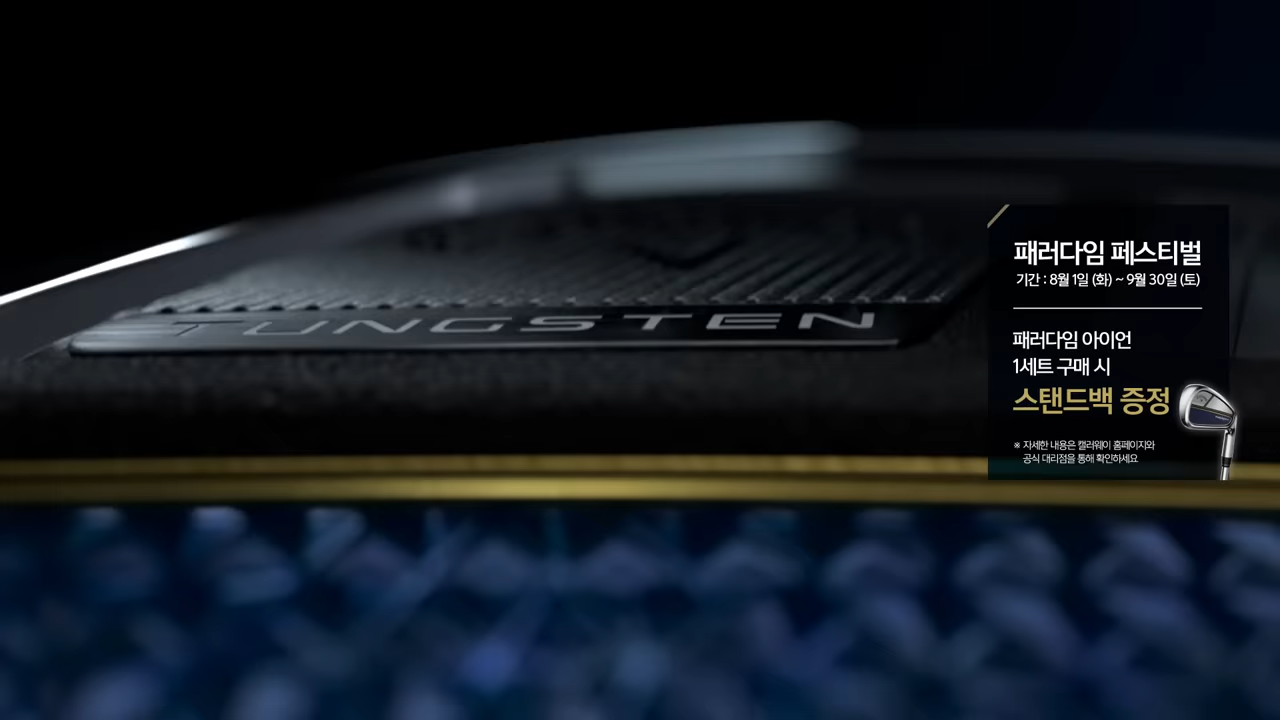 TUNGSTEN
패러다임 페스티벌
기간 : 8월 1일 (화) ~ 9월 30일 (토)
패러다임 아이언
1세트 구매 시
스탠드백 증정
※ 자세한 내용은 캘러웨이 홈페이지와
공식 대리점을 통해 확인하세요